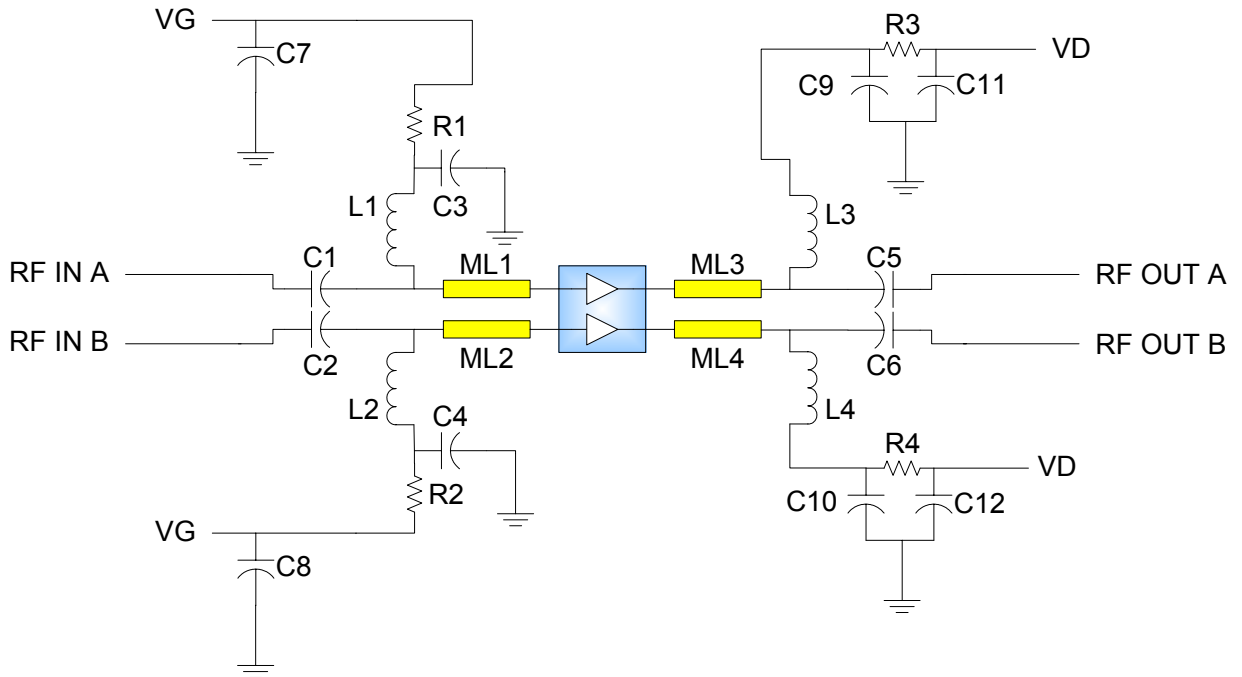 VG
C7
R1
C3
L1
R3
VD
C9
C11
L3
RF IN A
C1
ML1
ML3
C5
RF OUT A
RF IN B
C2
ML2
ML4
C6
RF OUT B
L2
C4
R2
VG
C8
L4
R4
VD
C10
C12